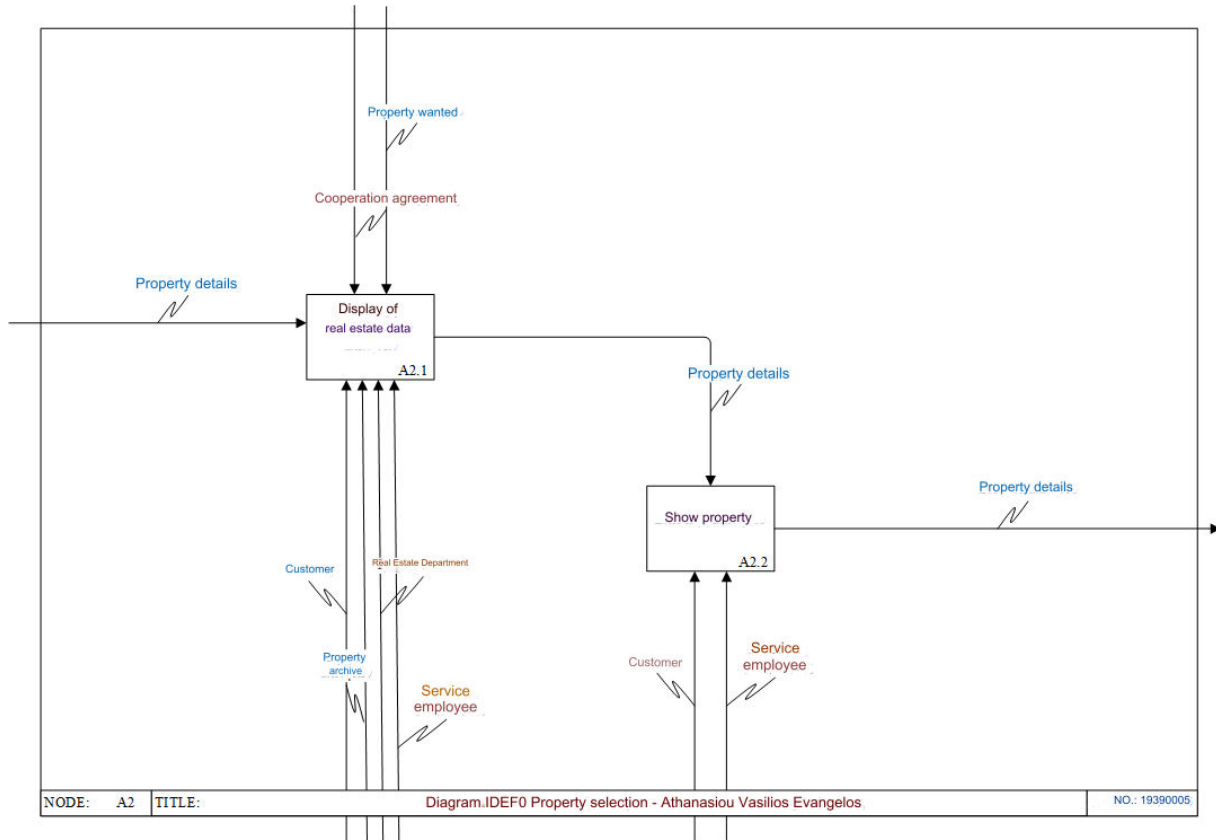 Property wanted
Cooperation agreement
Property details
Display of
real estate data
A2.1
Property details
Property details
Show property
A2.2
Customer
Real Estate Department
Property
archive
Service
employee
Customer
Service
employee
NODE: A2 TITLE: Diagram.IDEF0 Property selection - Athanasiou Vasilios Evangelos NO.: 19390005